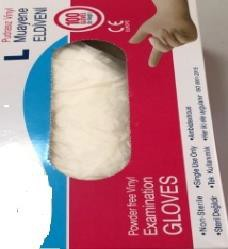 L
Pudrasız Vinyl
Muayene
ELDİVENİ
100
CE
Powder free Vinyl
Examination
GLOVES
•Non-Sterile •Single Use Only •Ambidextrous
•Steril Değildir •Tek Kullanımlık